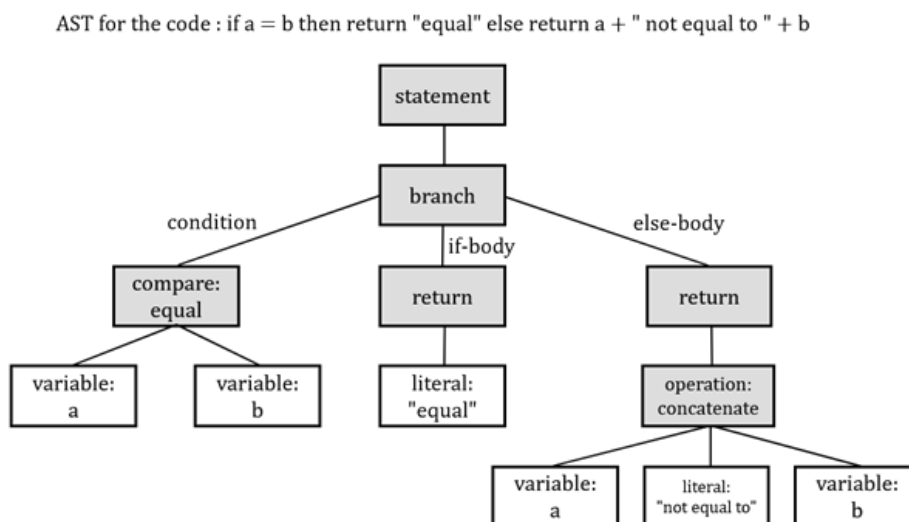 AST for the code : if a = b then return "equal" else return a + " not equal to " + b
statement
branch
condition
if-body
else-body
compare:
equal
return
return
variable:
a
variable:
b
literal:
"equal"
operation:
concatenate
variable:
a
literal:
"not equal to"
variable:
b